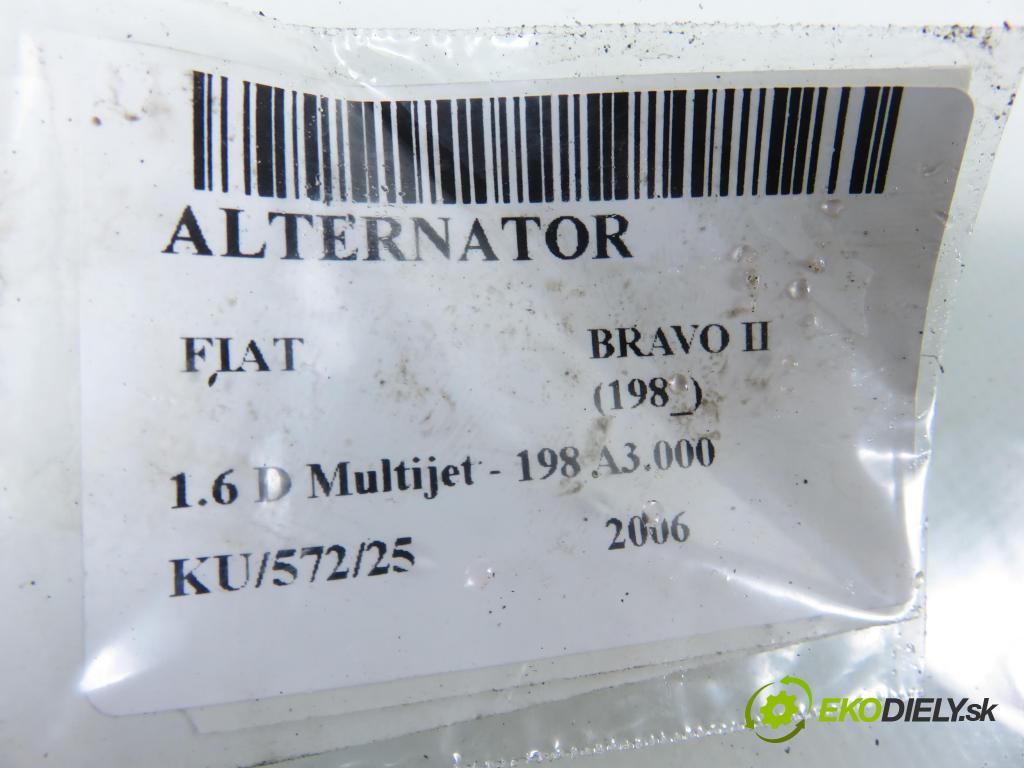 ALTERNATOR
FIAT BRAVO II
(198_)
1.6 D Multijet - 198 A3.000
KU/572/25 2006
EKODIELY.sk